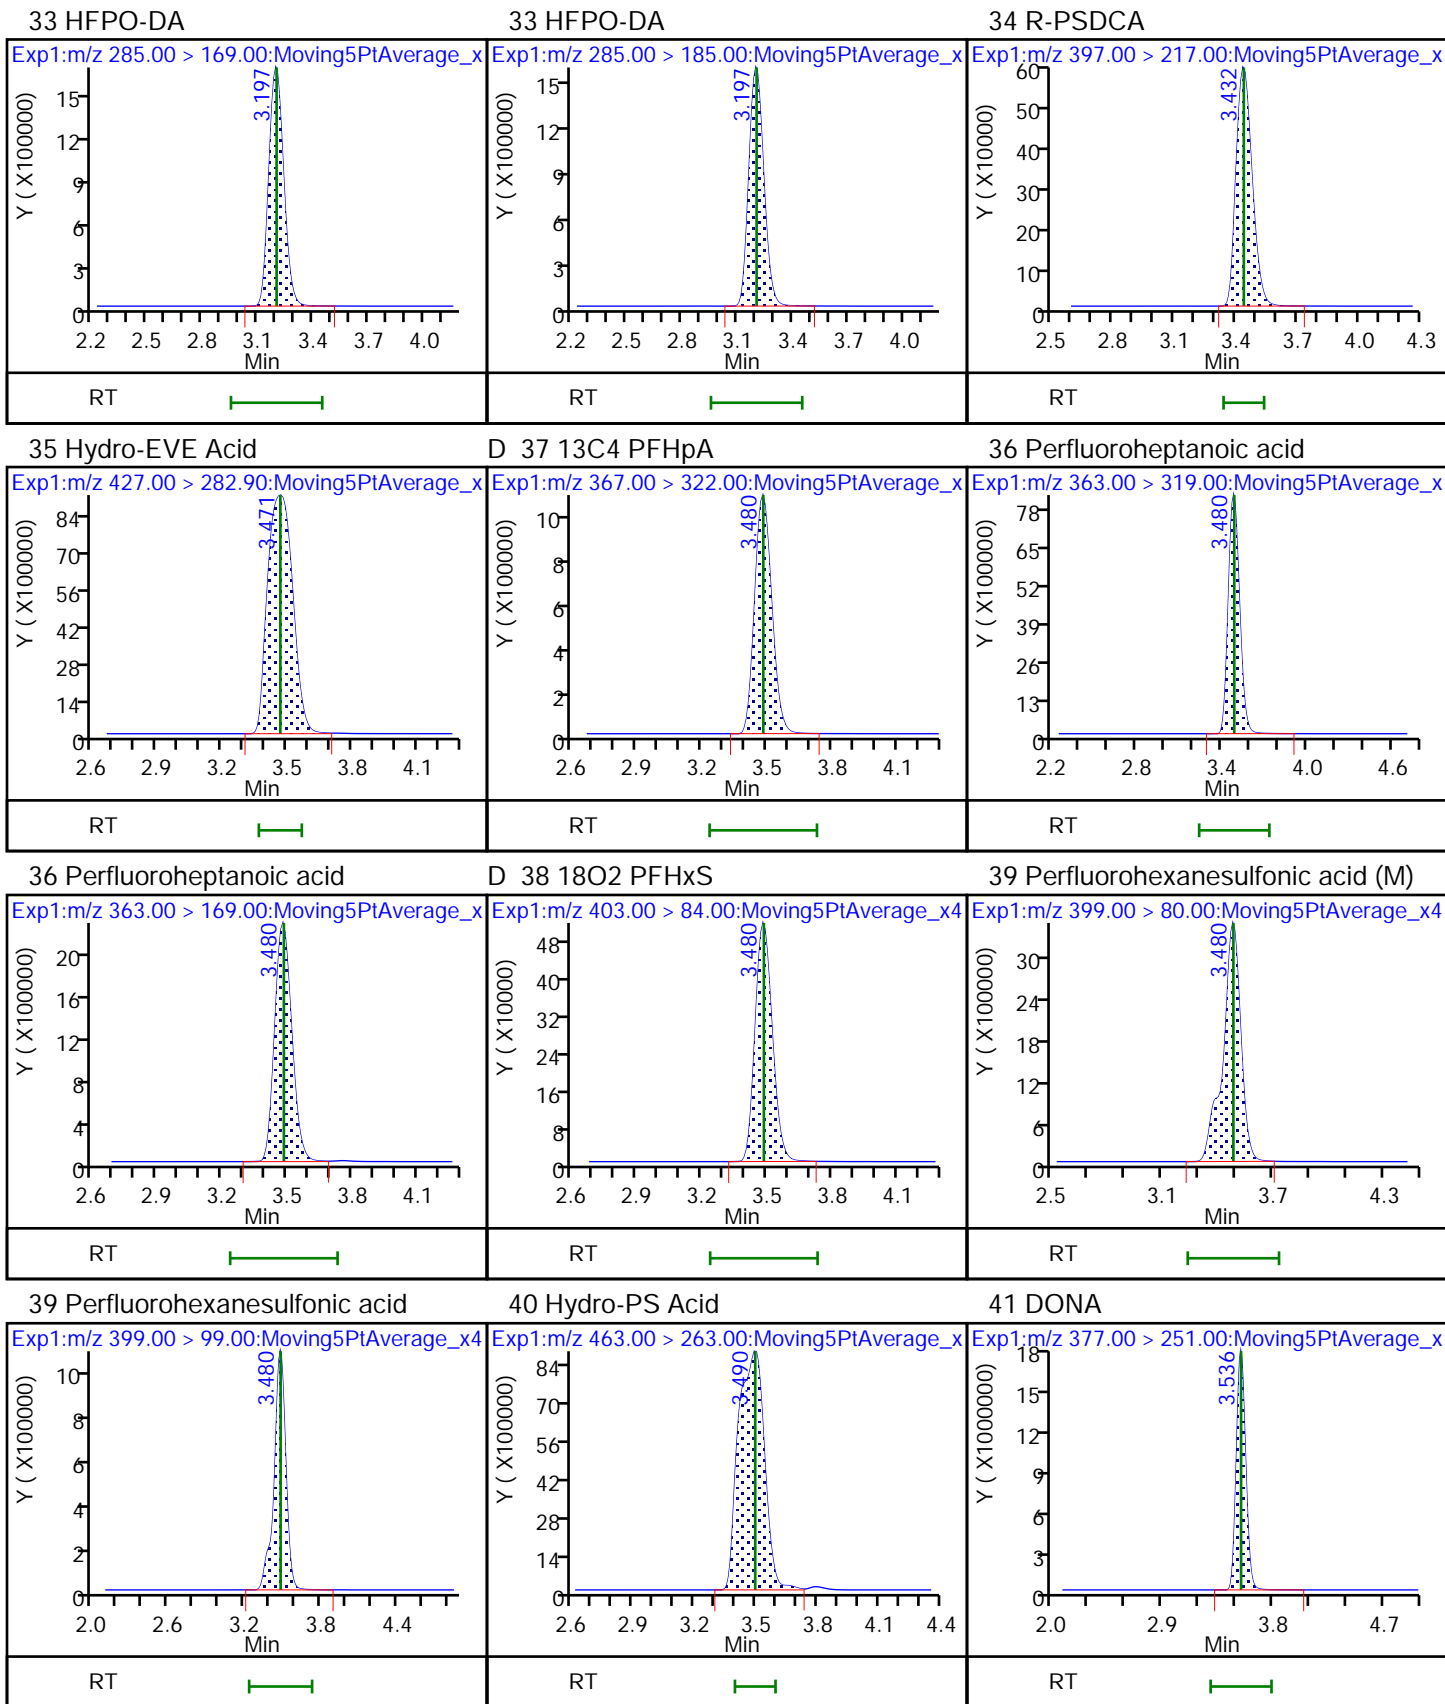 33 HFPO-DA
Exp1:m/z 285.00 > 169.00:Moving5PtAverage_x
Y ( X100000)
15
12
9
6
3
0
3.197
2.2 2.5 2.8 3.1 3.4 3.7 4.0
Min
RT
33 HFPO-DA
Exp1:m/z 285.00 > 185.00:Moving5PtAverage_x
Y ( X100000)
15
12
9
6
3
0
3.197
2.2 2.5 2.8 3.1 3.4 3.7 4.0
Min
RT
34 R-PSDCA
Exp1:m/z 397.00 > 217.00:Moving5PtAverage_x
Y ( X100000)
60
50
40
30
20
10
0
3.432
2.5 2.8 3.1 3.4 3.7 4.0 4.3
Min
RT
35 Hydro-EVE Acid
Exp1:m/z 427.00 > 282.90:Moving5PtAverage_x
Y ( X100000)
84
70
56
42
28
14
0
3.471
2.6 2.9 3.2 3.5 3.8 4.1
Min
RT
D 37 13C4 PFHpA
Exp1:m/z 367.00 > 322.00:Moving5PtAverage_x
Y ( X100000)
10
8
6
4
2
0
3.480
2.6 2.9 3.2 3.5 3.8 4.1
Min
RT
36 Perfluoroheptanoic acid
Exp1:m/z 363.00 > 319.00:Moving5PtAverage_x
Y ( X100000)
78
65
52
39
26
13
0
3.480
2.2 2.8 3.4 4.0 4.6
Min
RT
36 Perfluoroheptanoic acid
Exp1:m/z 363.00 > 169.00:Moving5PtAverage_x
Y ( X100000)
20
16
12
8
4
0
3.480
2.6 2.9 3.2 3.5 3.8 4.1
Min
RT
D 38 18O2 PFHxS
Exp1:m/z 403.00 > 84.00:Moving5PtAverage_x4
Y ( X10000)
48
40
32
24
16
8
0
3.480
2.6 2.9 3.2 3.5 3.8 4.1
Min
RT
39 Perfluorohexanesulfonic acid (M)
Exp1:m/z 399.00 > 80.00:Moving5PtAverage_x4
Y ( X100000)
30
24
18
12
6
0
3.480
2.5 3.1 3.7 4.3
Min
RT
39 Perfluorohexanesulfonic acid
Exp1:m/z 399.00 > 99.00:Moving5PtAverage_x4
Y ( X100000)
10
8
6
4
2
0
3.480
2.0 2.6 3.2 3.8 4.4
Min
RT
40 Hydro-PS Acid
Exp1:m/z 463.00 > 263.00:Moving5PtAverage_x
Y ( X100000)
84
70
56
42
28
14
0
3.490
2.6 2.9 3.2 3.5 3.8 4.1 4.4
Min
RT
41 DONA
Exp1:m/z 377.00 > 251.00:Moving5PtAverage_x
Y ( X1000000)
18
15
12
9
6
3
0
3.536
2.0 2.9 3.8 4.7
Min
RT